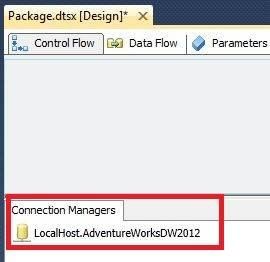 Package.dtsx [Design]*
Control Flow Data Flow Parameters
Connection Managers
LocalHost.AdventureWorksDW2012